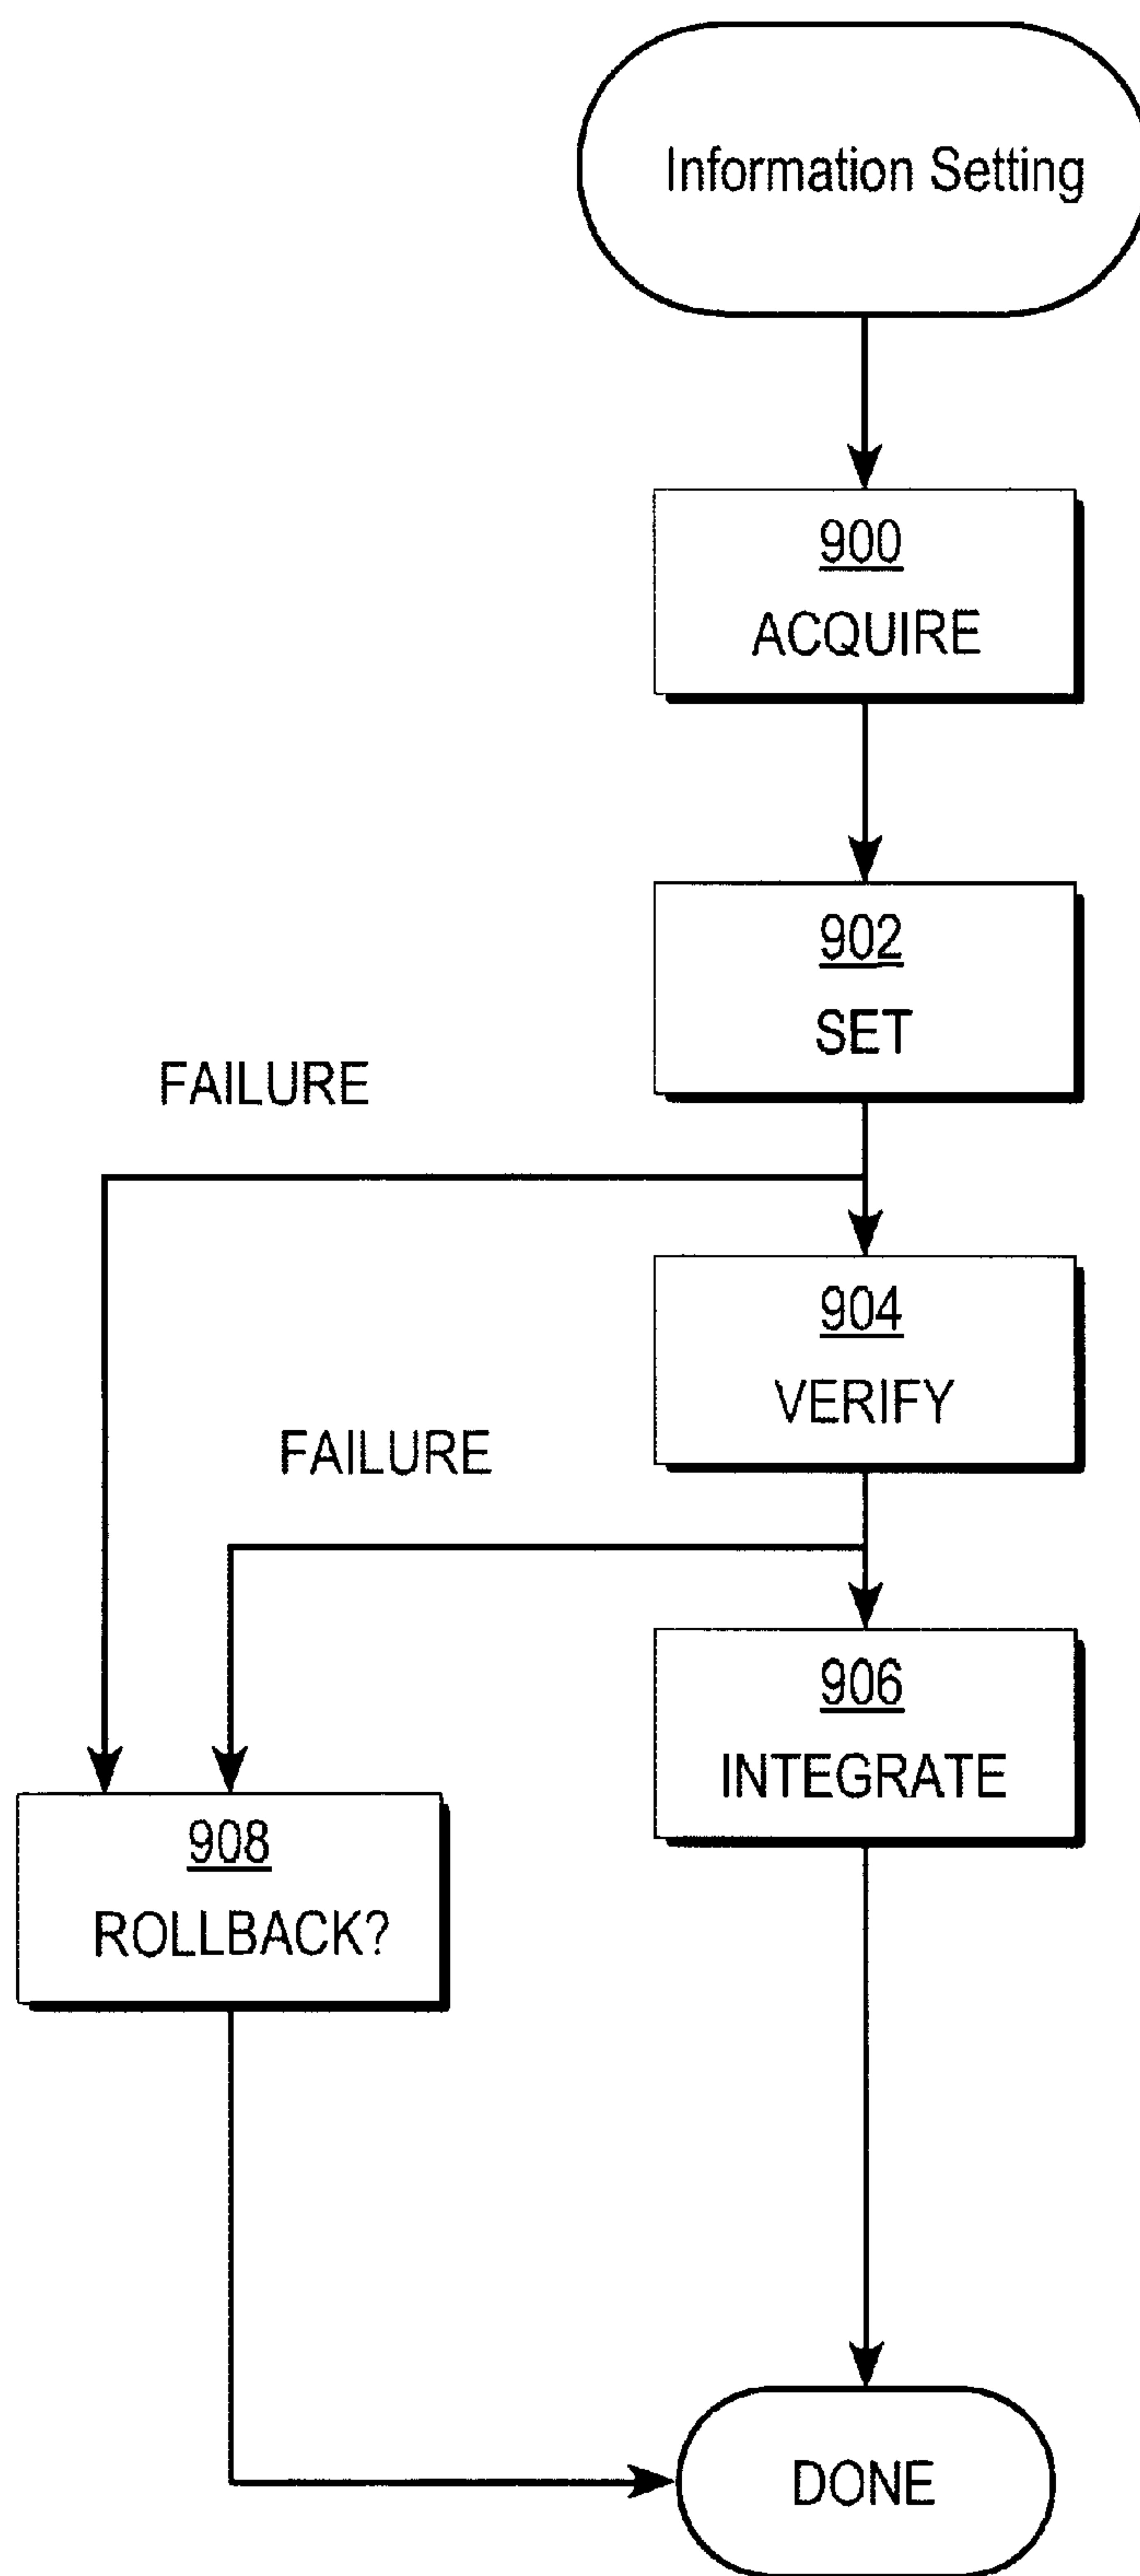 Information Setting
900
ACQUIRE
902
SET
FAILURE
904
VERIFY
FAILURE
906
INTEGRATE
908
ROLLBACK?
DONE